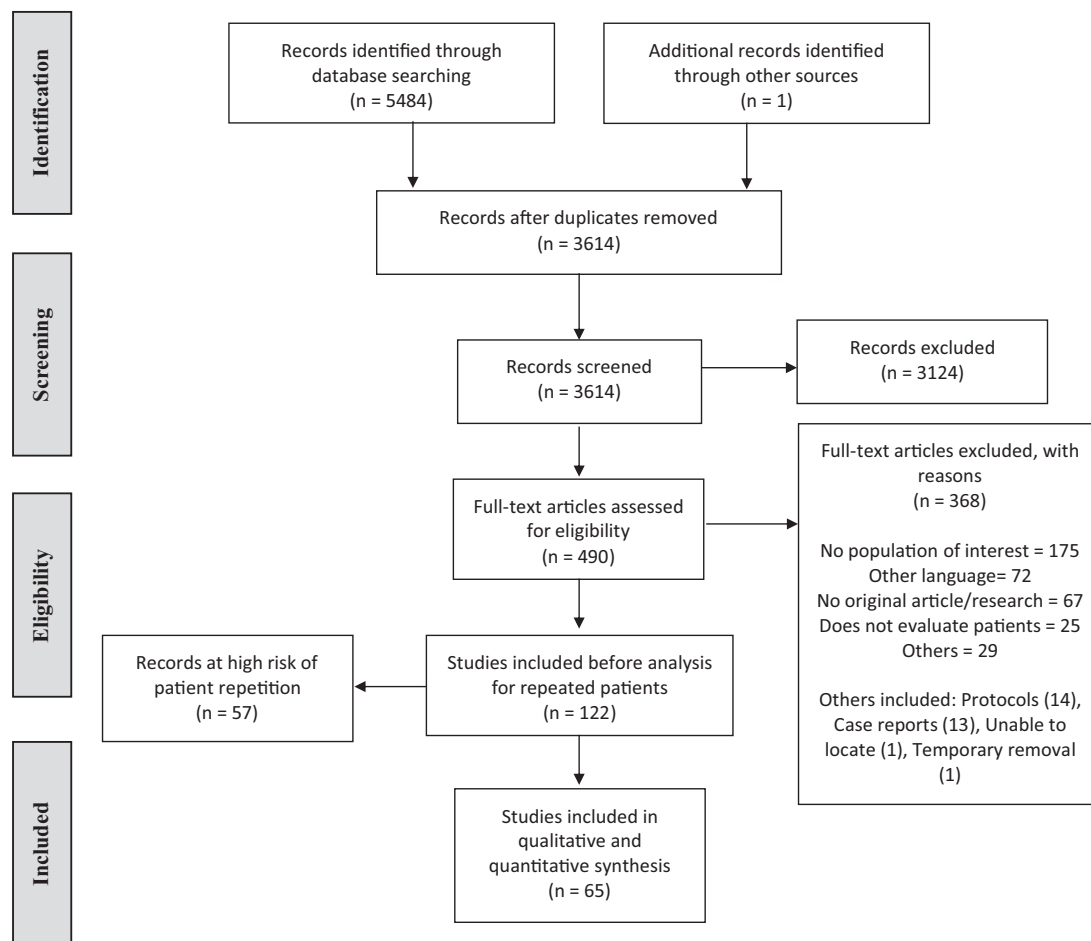 Identification
Records identified through
database searching
(n = 5484)
Additional records identified
through other sources
(n = 1)
Records after duplicates removed
(n = 3614)
Screening
Records screened
(n = 3614)
Records excluded
(n = 3124)
Eligibility
Full-text articles assessed
for eligibility
(n = 490)
Full-text articles excluded, with
reasons
(n = 368)
No population of interest = 175
Other language= 72
No original article/research = 67
Does not evaluate patients = 25
Others = 29
Others included: Protocols (14),
Case reports (13), Unable to
locate (1), Temporary removal
(1)
Studies included before analysis
for repeated patients
(n = 122)
Records at high risk of
patient repetition
(n = 57)
Included
Studies included in
qualitative and
quantitative synthesis
(n = 65)